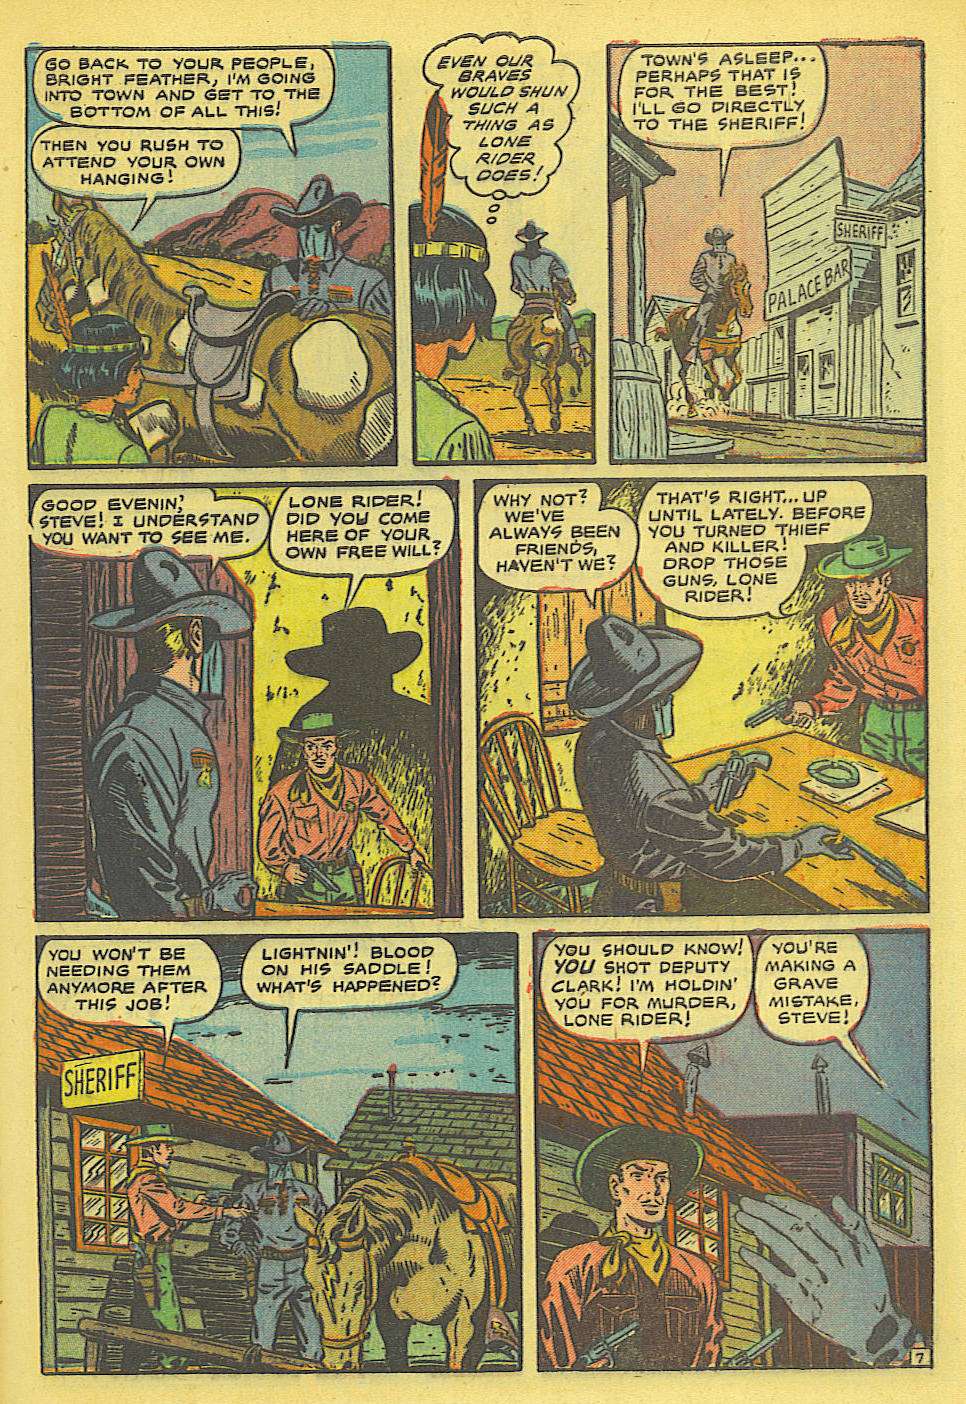 GO BACK TO YOUR PEOPLE,
BRIGHT FEATHER, I'M GOING
INTO TOWN AND GET TO THE
BOTTOM OF ALL THIS!
THEN YOU RUSH TO
ATTEND YOUR OWN
HANGING!
EVEN OUR
BRAVES
WOULD SHUN
SUCH A
THING AS
LONE
RIDER
DOES!
TOWN'S ASLEEP...
PERHAPS THAT IS
FOR THE BEST!
I'LL GO DIRECTLY
TO THE SHERIFF!
SHERIFF
PALACE BAR
GOOD EVENIN',
STEVE! I UNDERSTAND
YOU WANT TO SEE ME.
LONE RIDER!
DID YOU COME
HERE OF YOUR
OWN FREE WILL?
WHY NOT?
WE'VE
ALWAYS BEEN
FRIENDS,
HAVEN'T WE?
THAT'S RIGHT...UP
UNTIL LATELY. BEFORE
YOU TURNED THIEF
AND KILLER!
DROP THOSE
GUNS, LONE
RIDER!
YOU WON'T BE
NEEDING THEM
ANYMORE AFTER
THIS JOB!
LIGHTNIN'! BLOOD
ON HIS SADDLE!
WHAT'S HAPPENED?
SHERIFF
YOU SHOULD KNOW!
YOU SHOT DEPUTY
CLARK! I'M HOLDIN'
YOU FOR MURDER,
LONE RIDER!
YOU'RE
MAKING A
GRAVE
MISTAKE,
STEVE!
7